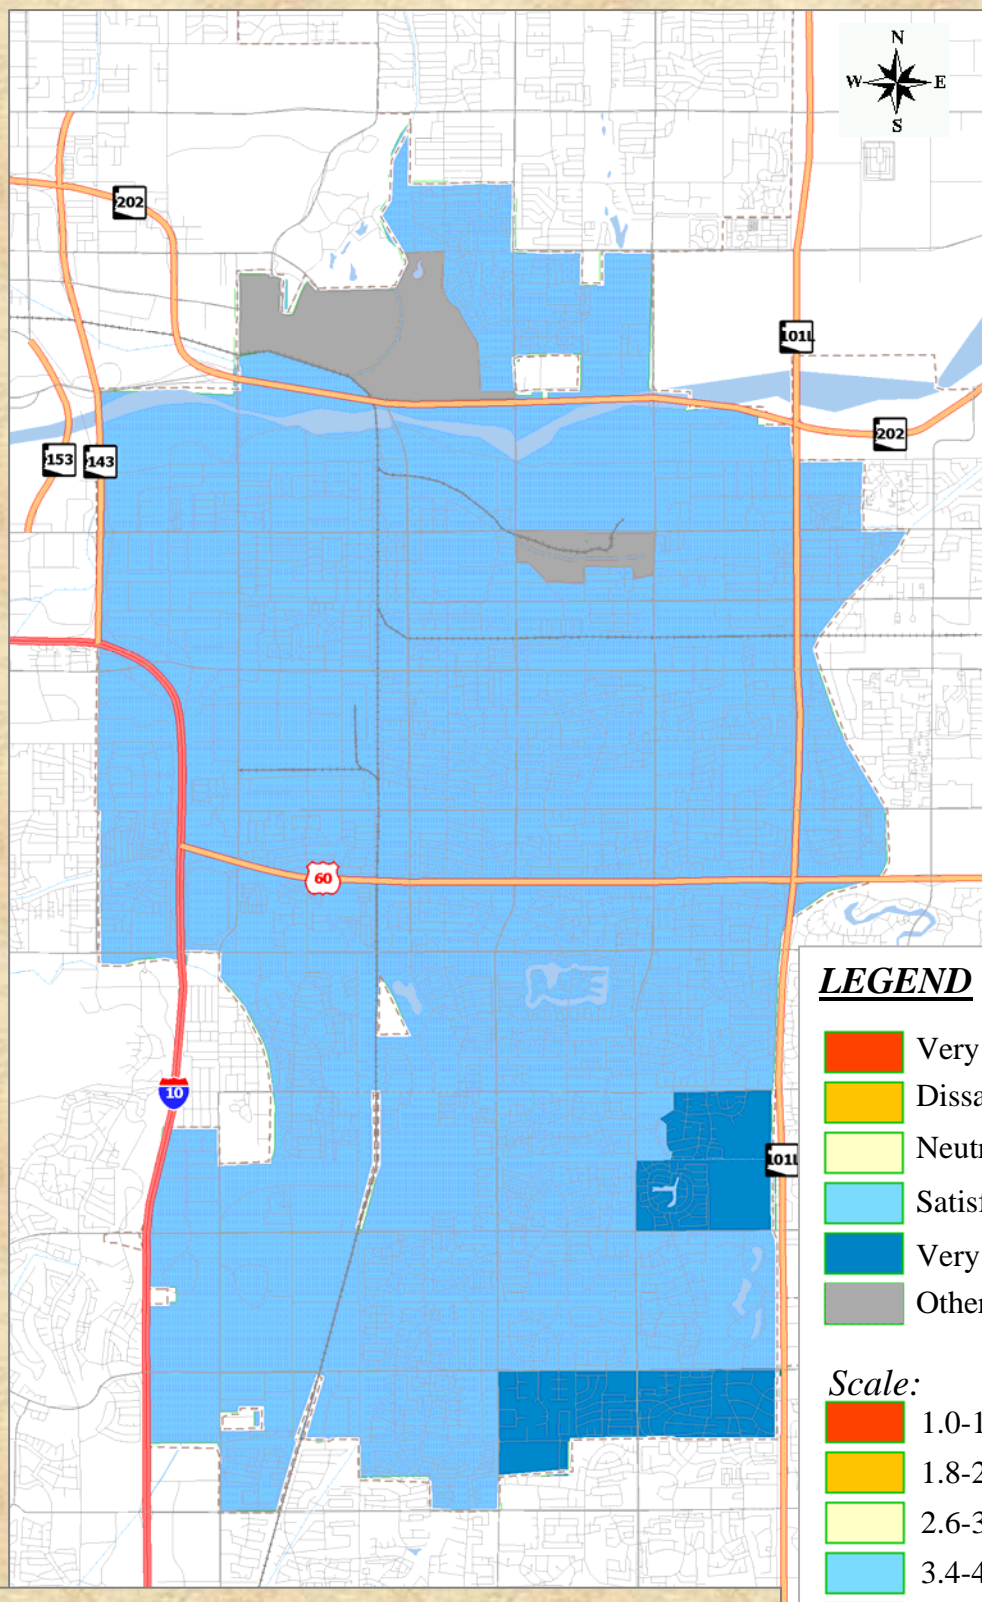 N
W E
S
202
101L
202
153
143
60
10
101L
LEGEND
Very
Dissa
Neutr
Satisf
Very
Other
Scale:
1.0-1
1.8-2
2.6-3
3.4-4